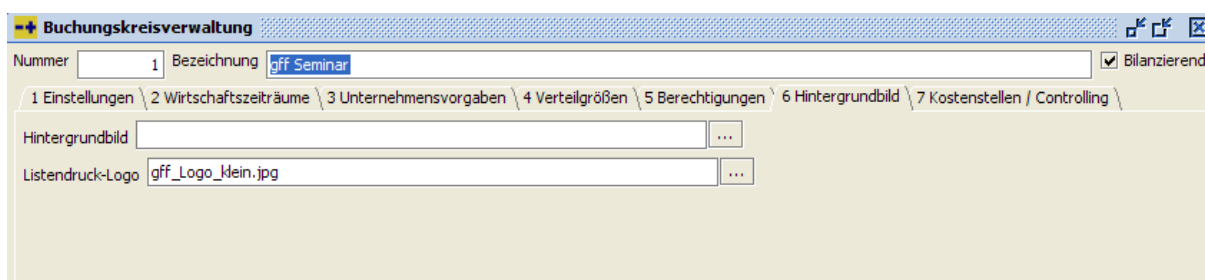 Buchungskreisverwaltung
Nummer 1 Bezeichnung gff Seminar Bilanzierend
1 Einstellungen \ 2 Wirtschaftszeiträume \ 3 Unternehmensvorgaben \ 4 Verteilgrößen \ 5 Berechtigungen 6 Hintergrundbild \ 7 Kostenstellen / Controlling \
Hintergrundbild ...
Listendruck-Logo gff_Logo_klein.jpg ...